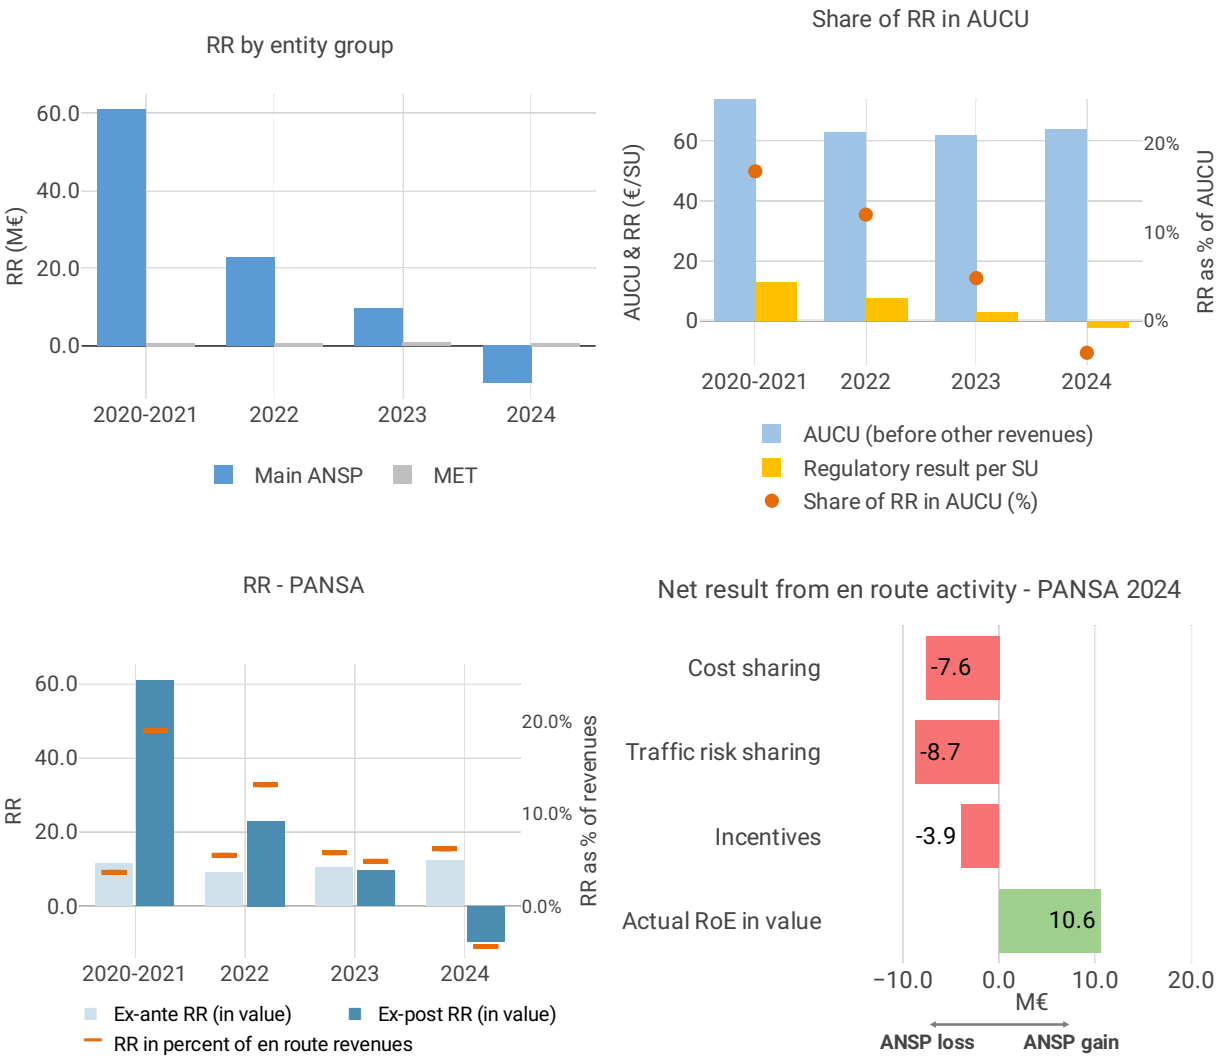 RR by entity group
RR (M€)
60.0
40.0
20.0
0.0
2020-2021
2022
2023
2024
Main ANSP
MET
Share of RR in AUCU
AUCU & RR (€/SU)
60
40
20
0
20%
10%
0%
RR as % of AUCU
2020-2021
2022
2023
2024
AUCU (before other revenues)
Regulatory result per SU
Share of RR in AUCU (%)
RR - PANSA
RR
60.0
40.0
20.0
0.0
20.0%
10.0%
0.0%
RR as % of revenues
2020-2021
2022
2023
2024
Ex-ante RR (in value)
Ex-post RR (in value)
RR in percent of en route revenues
Net result from en route activity - PANSA 2024
Cost sharing
-7.6
Traffic risk sharing
-8.7
Incentives
-3.9
Actual RoE in value
10.6
−10.0
0.0
10.0
20.0
M€
ANSP loss
ANSP gain